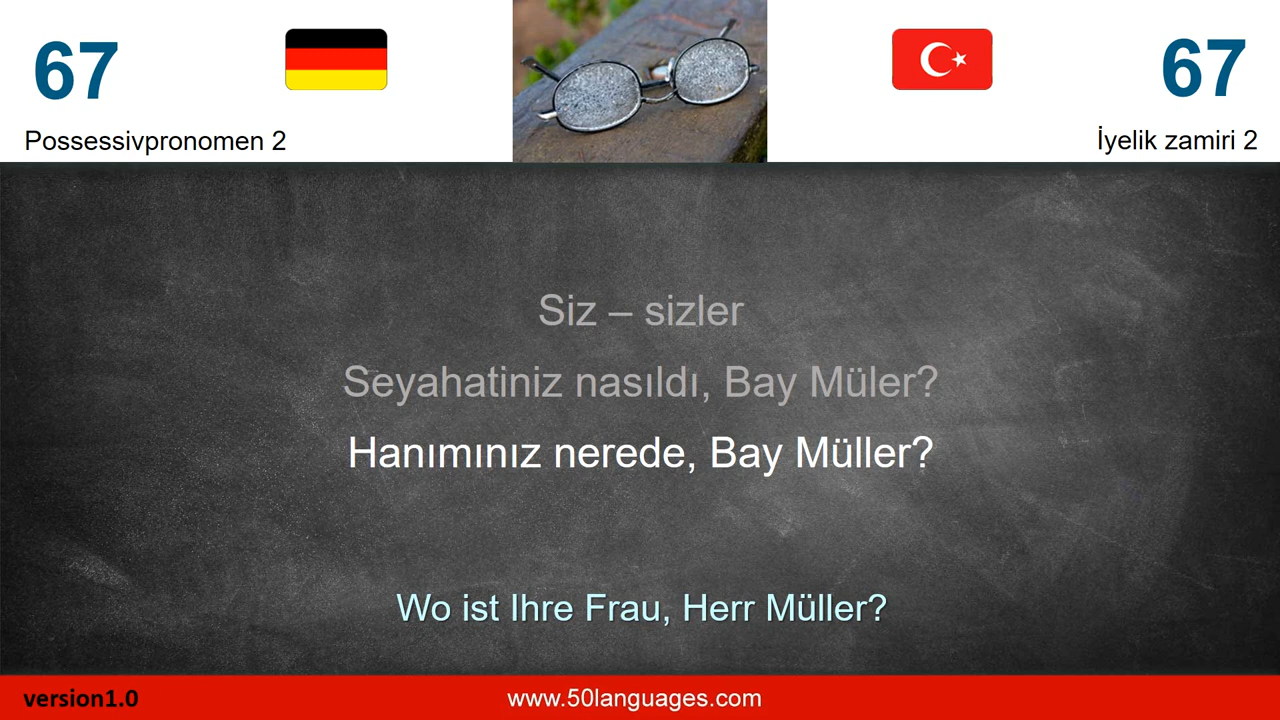 67
67
Possessivpronomen 2
İyelik zamiri 2
Siz – sizler
Seyahatiniz nasıldı, Bay Müler?
Hanımınız nerede, Bay Müller?
Wo ist Ihre Frau, Herr Müller?
version1.0
www.50languages.com